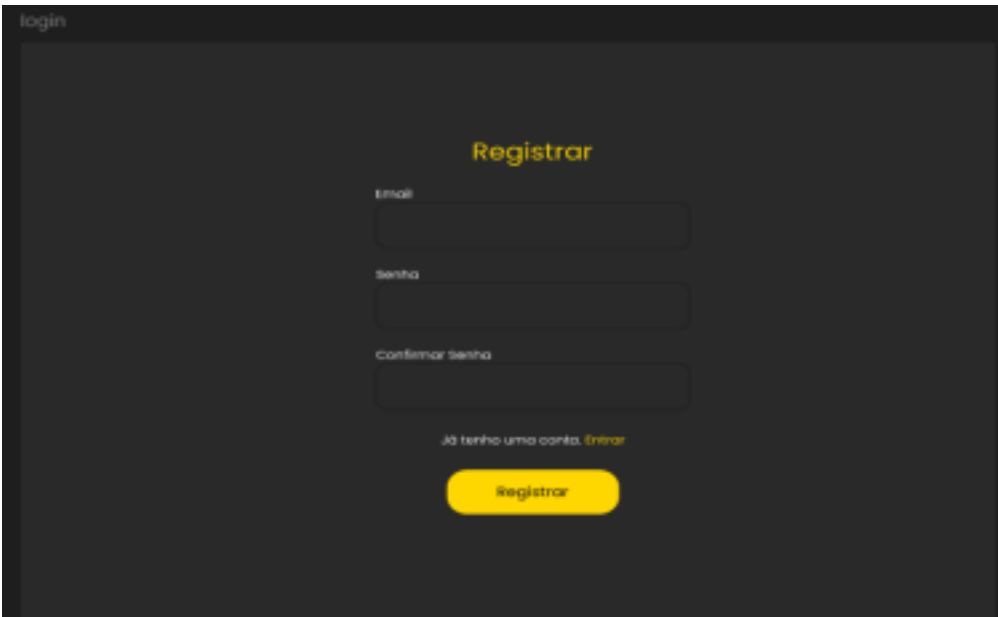 login
Registrar
Email
Senha
Confirmar Senha
Já tenho uma conta. Entrar
Registrar